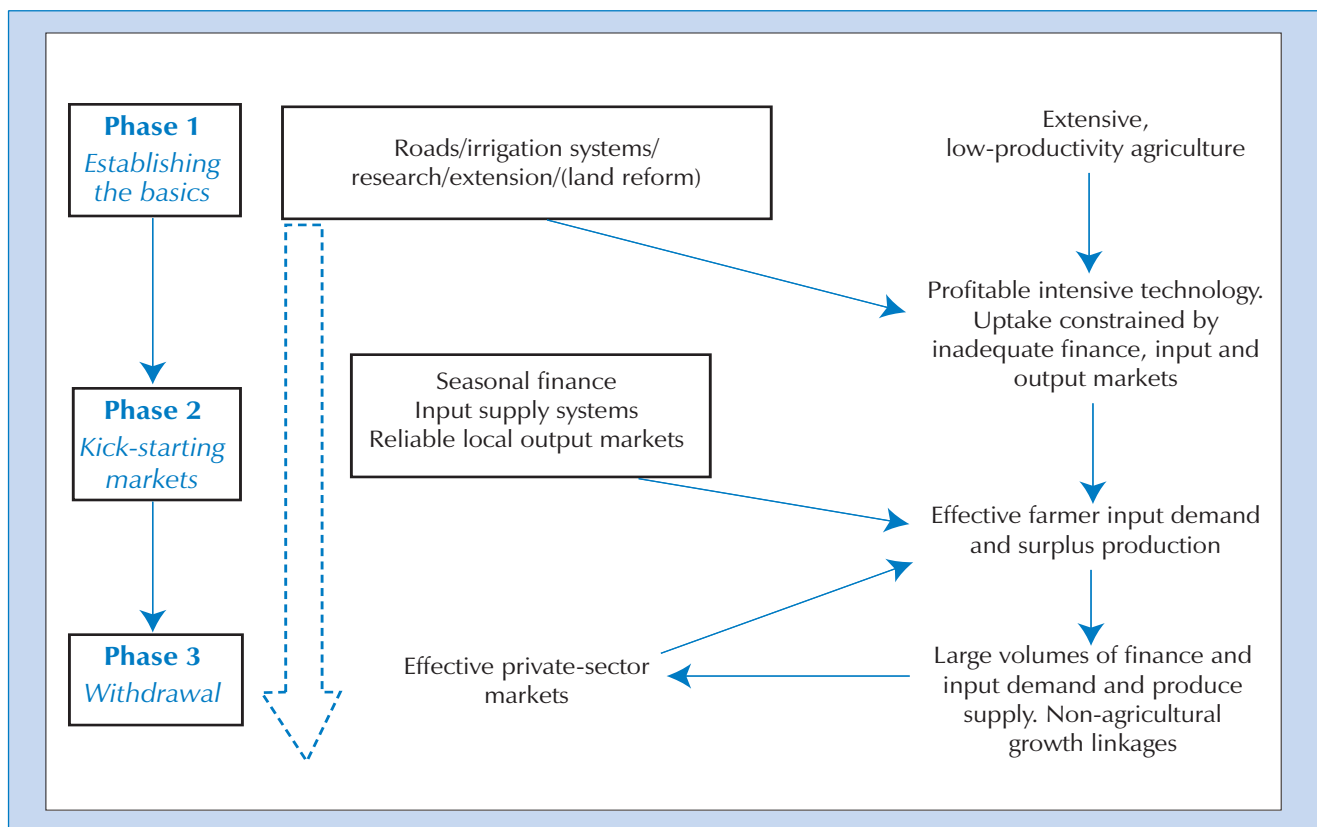 Phase 1
Establishing
the basics
Roads/irrigation systems/
research/extension/(land reform)
Extensive,
low-productivity agriculture
Profitable intensive technology.
Uptake constrained by
inadequate finance, input and
output markets
Phase 2
Kick-starting
markets
Seasonal finance
Input supply systems
Reliable local output markets
Effective farmer input demand
and surplus production
Phase 3
Withdrawal
Effective private-sector
markets
Large volumes of finance and
input demand and produce
supply. Non-agricultural
growth linkages